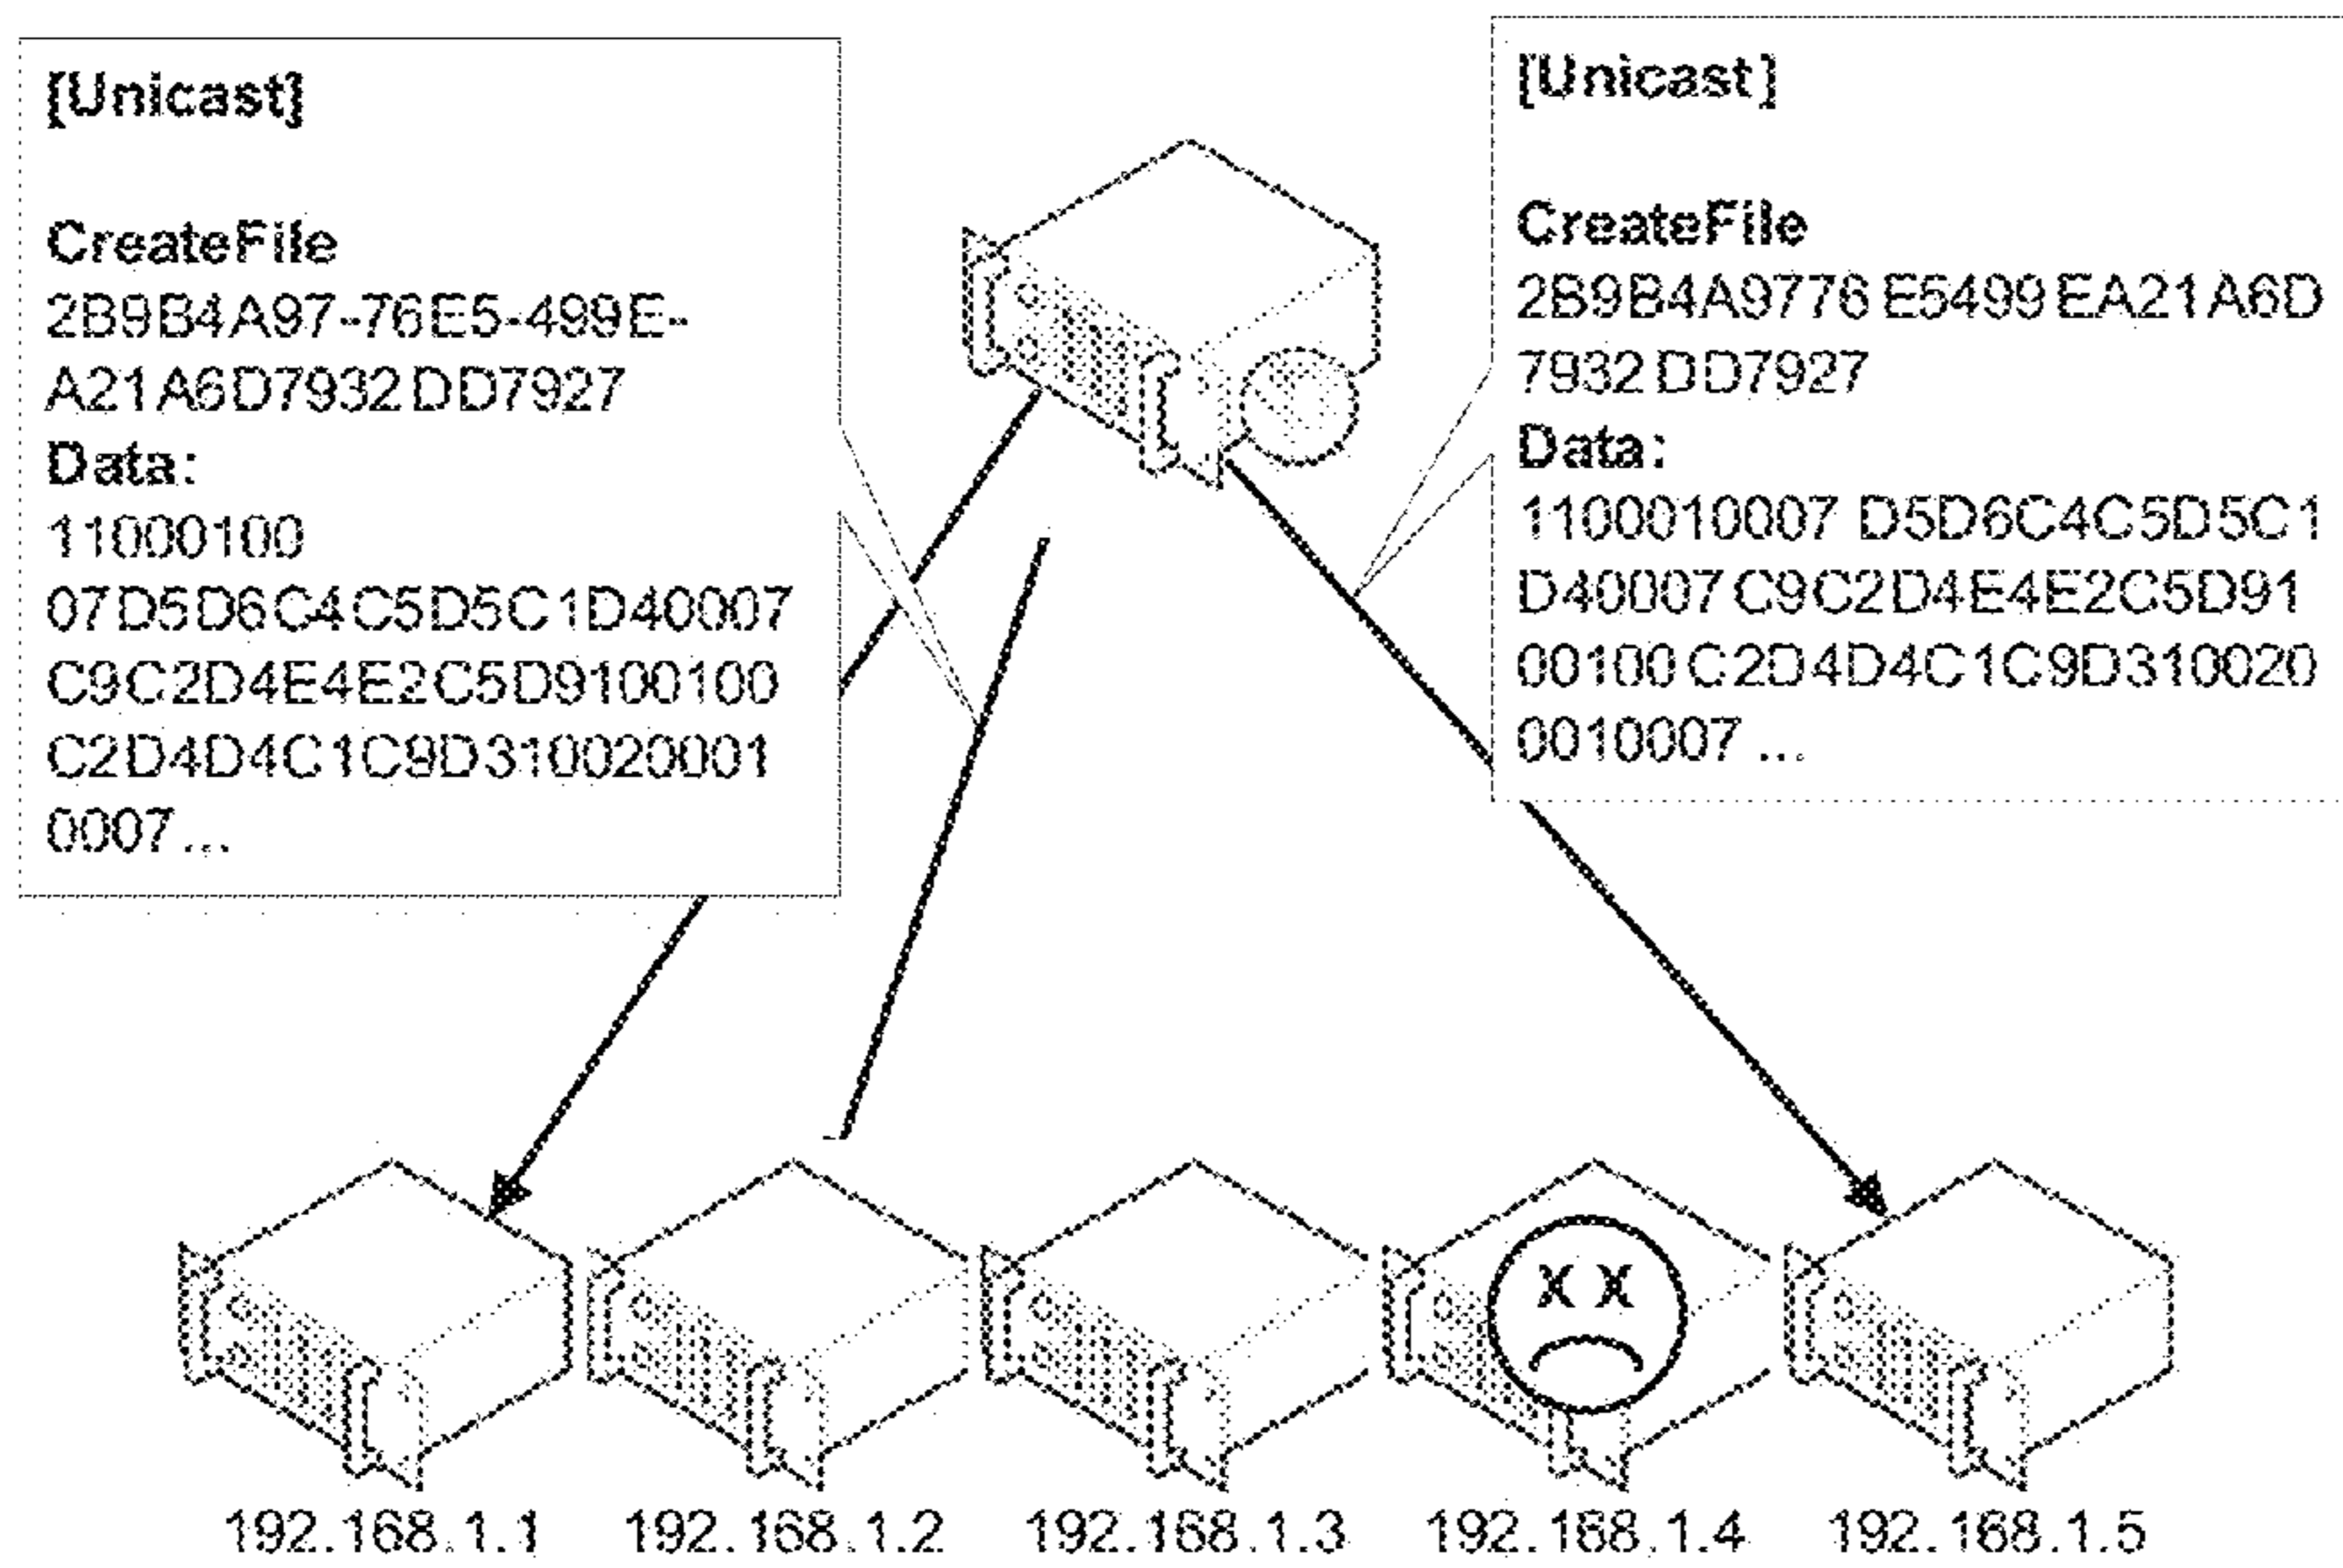 [Unicast]
CreateFile
2B9B4A97-76E5-499E-
A21A6D7932DD7927
Data:
11000100
07D5D6C4C5D5C1D40007
C9C2D4E4E2C5D9100100
C2D4D4C1C9D310020001
0007...
[Unicast]
CreateFile
2B9B4A9776E5499EA21A6D
7932DD7927
Data:
1100010007D5D6C4C5D5C1
D40007C9C2D4E4E2C5D91
00100C2D4D4C1C9D310020
0010007...
X X
192.168.1.1
192.168.1.2
192.168.1.3
192.168.1.4
192.168.1.5